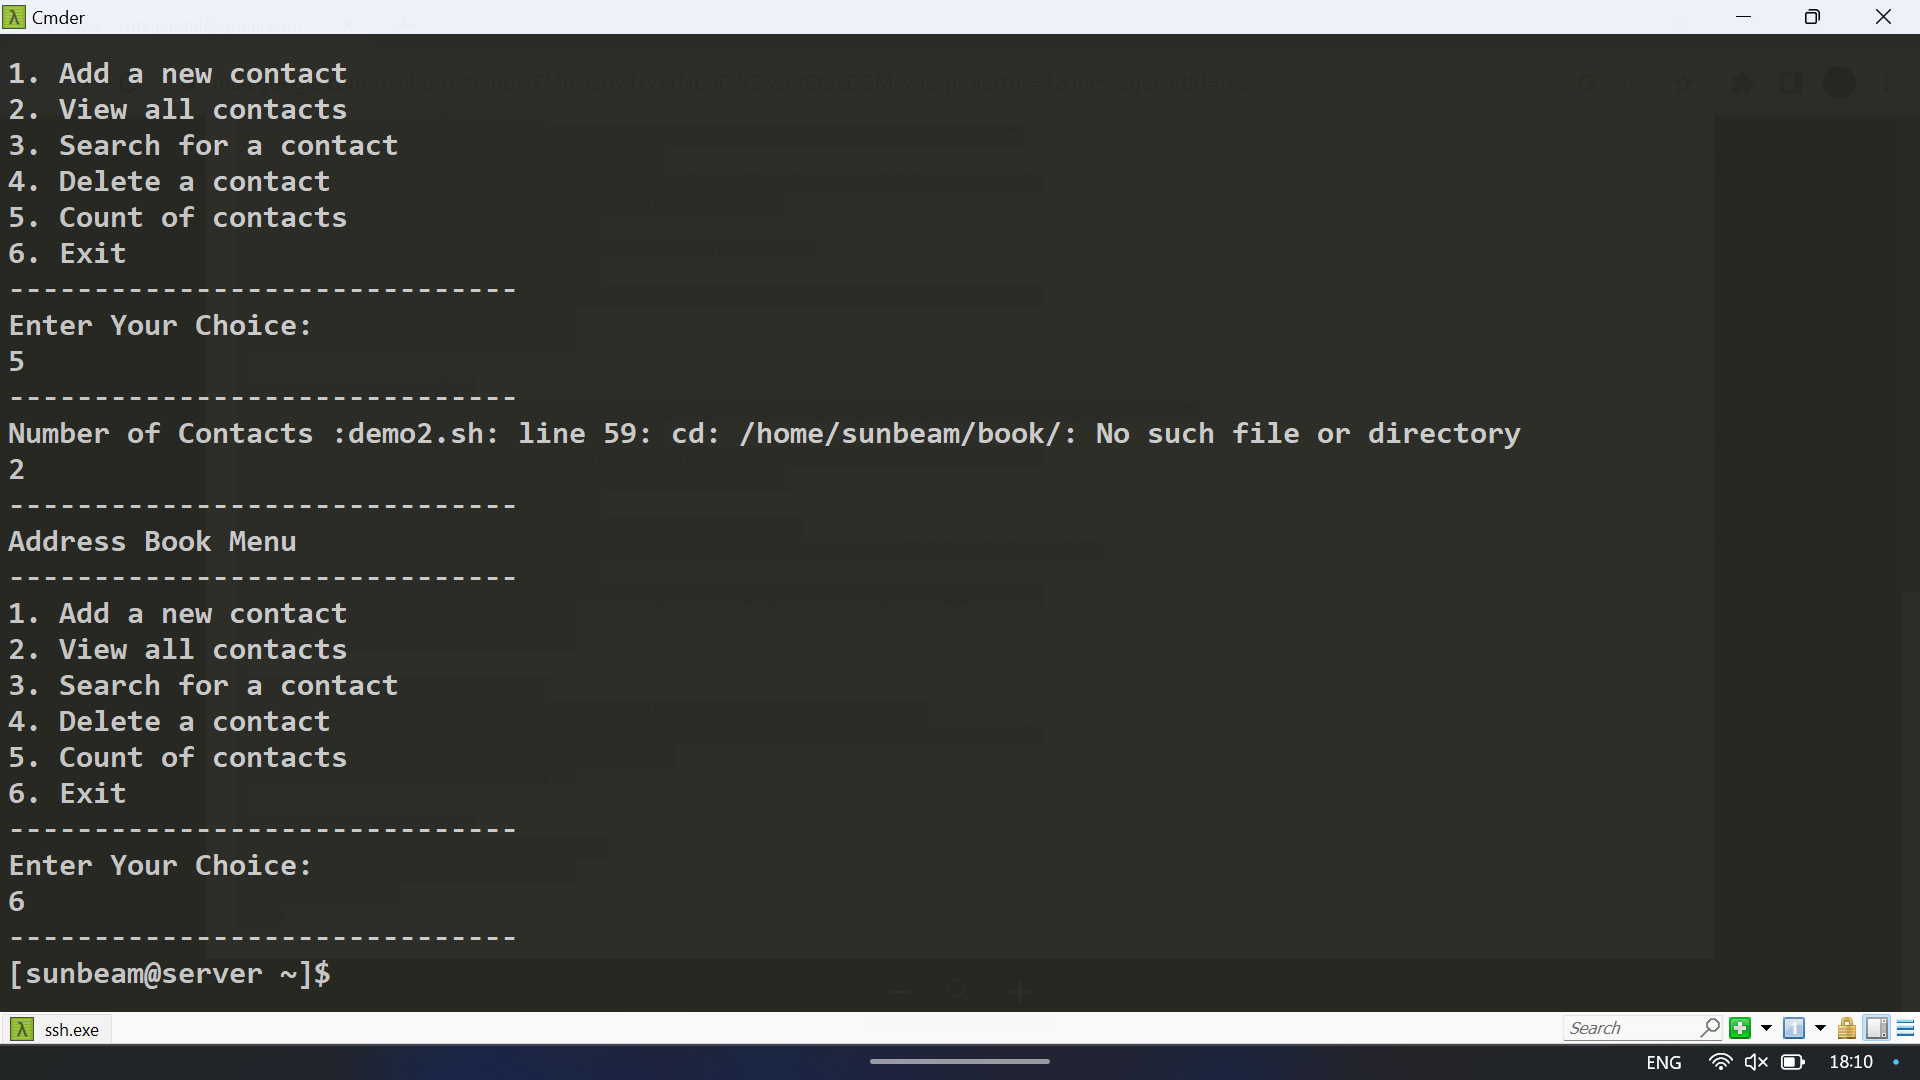 Cmder
1. Add a new contact
2. View all contacts
3. Search for a contact
4. Delete a contact
5. Count of contacts
6. Exit
------------------------------
Enter Your Choice:
5
------------------------------
Number of Contacts :demo2.sh: line 59: cd: /home/sunbeam/book/: No such file or directory
2
------------------------------
Address Book Menu
------------------------------
1. Add a new contact
2. View all contacts
3. Search for a contact
4. Delete a contact
5. Count of contacts
6. Exit
------------------------------
Enter Your Choice:
6
------------------------------
[sunbeam@server ~]$
ssh.exe
Search
ENG
18:10